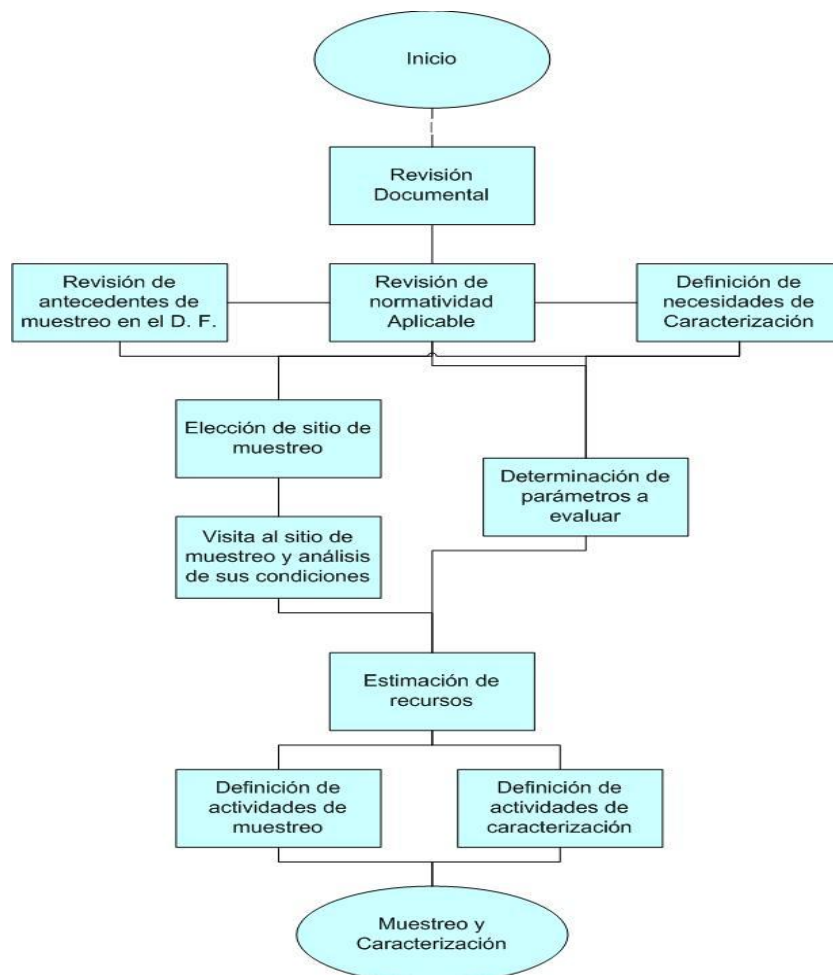 Inicio
Revisión
Documental
Revisión de
antecedentes de
muestreo en el D. F.
Revisión de
normatividad
Aplicable
Definición de
necesidades de
Caracterización
Elección de sitio de
muestreo
Determinación de
parámetros a
evaluar
Visita al sitio de
muestreo y análisis
de sus condiciones
Estimación de
recursos
Definición de
actividades de
muestreo
Definición de
actividades de
caracterización
Muestreo y
Caracterización